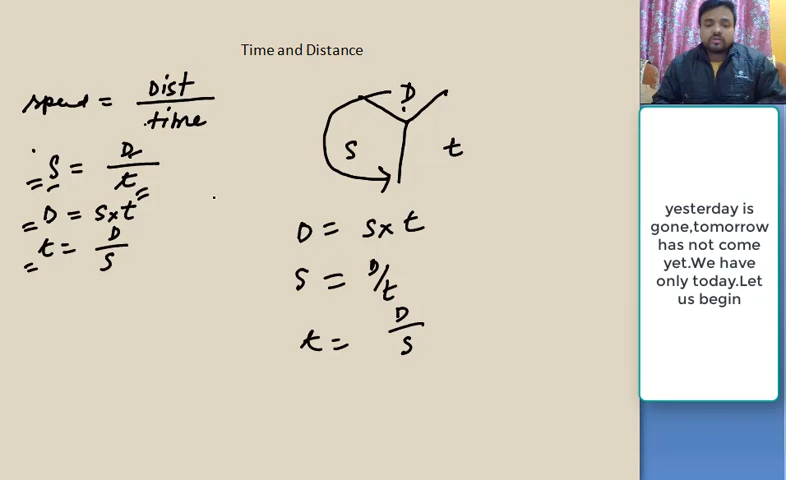 Time and Distance
speed = Dist / time
S = D / t
D = S x t
t = D / S
D
S t
D = S x t
S = D/t
t = D / S
yesterday is
gone,tomorrow
has not come
yet.We have
only today.Let
us begin